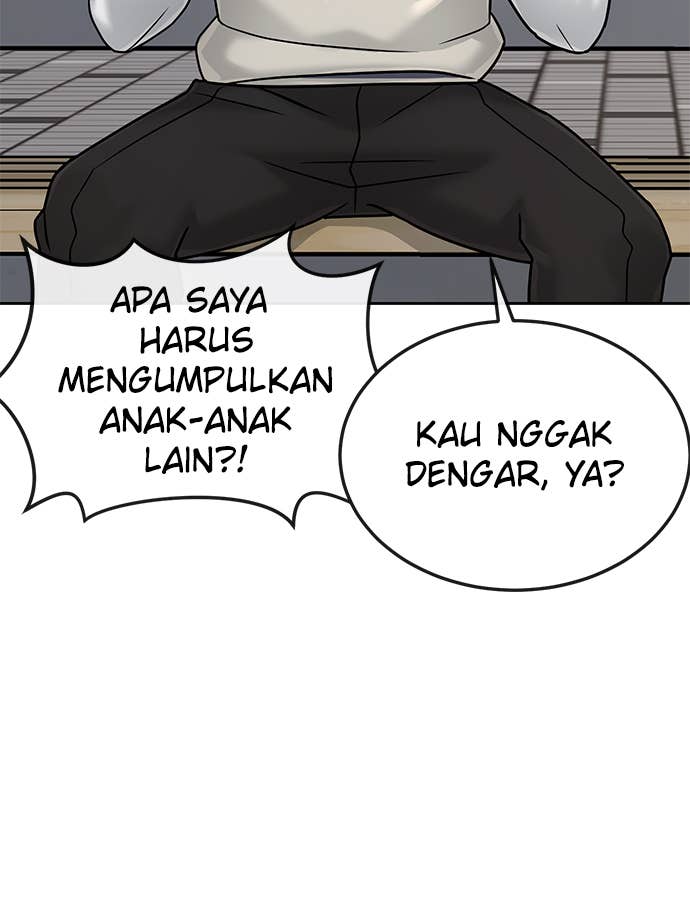 APA SAYA
HARUS
MENGUMPULKAN
ANAK-ANAK
LAIN?!
KAU NGGAK
DENGAR, YA?